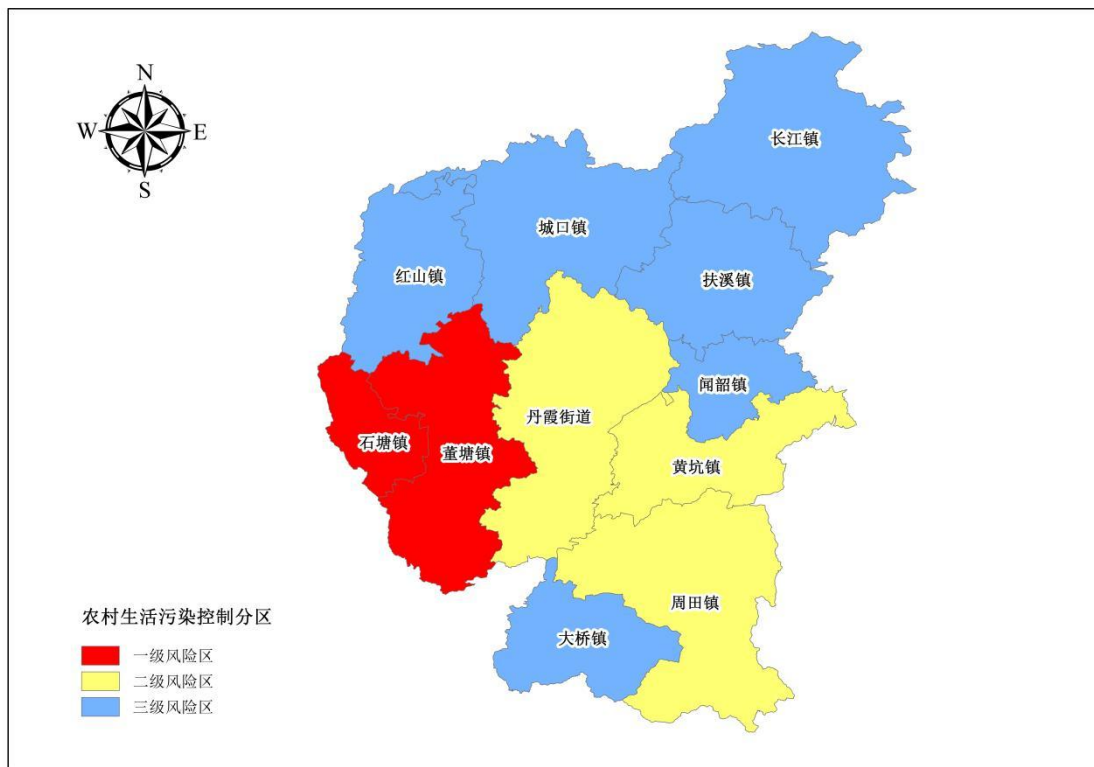 N
W
E
S
长江镇
城口镇
扶溪镇
红山镇
闻韶镇
丹霞街道
石塘镇
董塘镇
黄坑镇
周田镇
大桥镇
农村生活污染控制分区
一级风险区
二级风险区
三级风险区